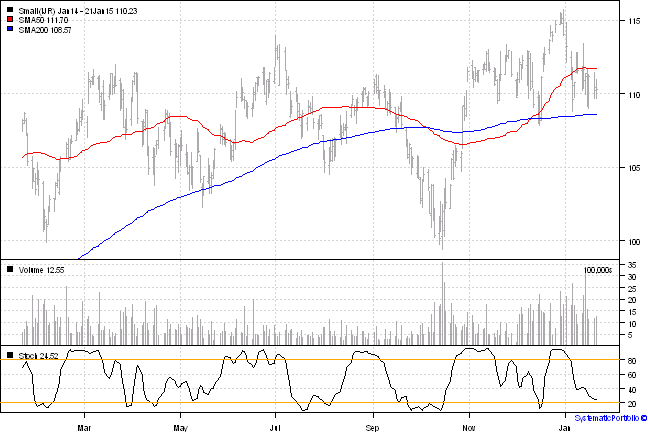 Small(IJR) Jan14 - 21Jan15 110.23
SMA50 111.70
SMA200 108.57
115
110
105
100
Volume 12.55
100,000s
35
30
25
20
15
10
5
Stoch 24.52
80
60
40
20
Mar May Jul Sep Nov Jan
SystematicPortfolio ©